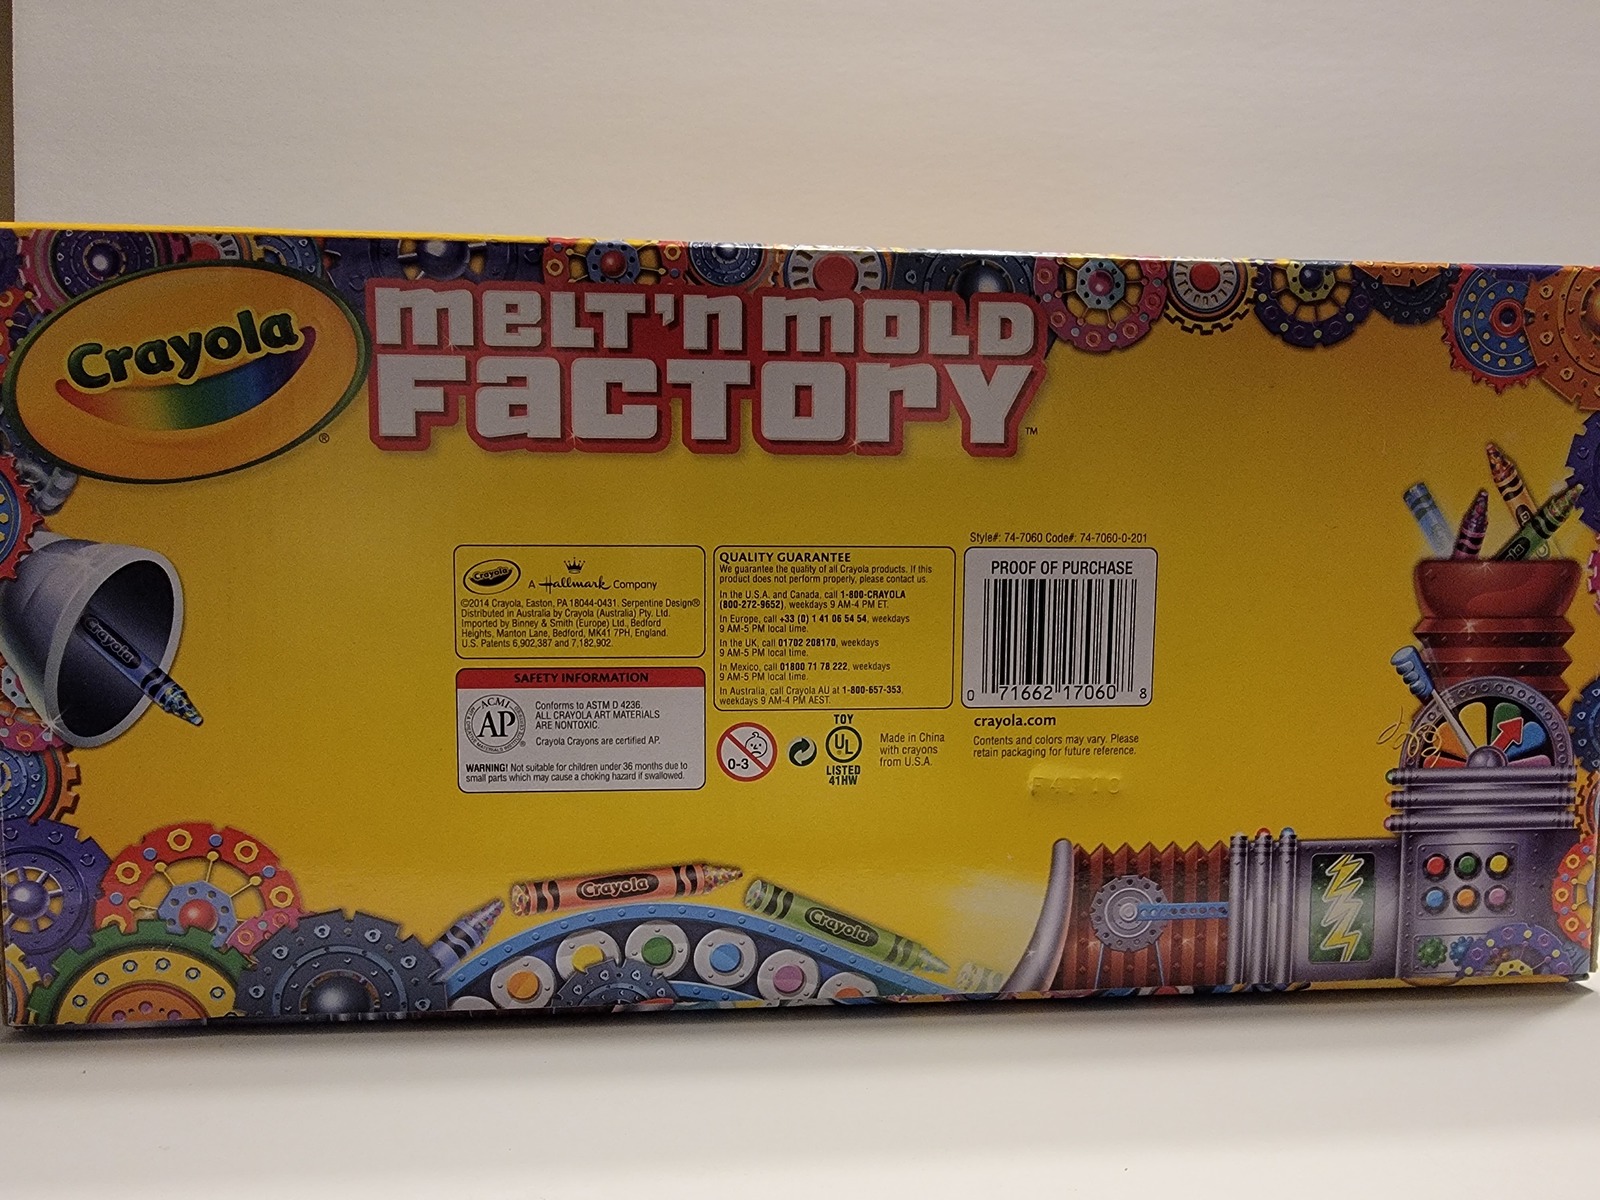 Crayola
®
melt'n mold
Factory
™
Crayola
A Hallmark Company
©2014 Crayola, Easton, PA 18044-0431. Serpentine Design®
Distributed in Australia by Crayola (Australia) Pty. Ltd.
Imported by Binney & Smith (Europe) Ltd., Bedford
Heights, Manton Lane, Bedford, MK41 7PH, England.
U.S. Patents 6,902,387 and 7,182,902.
SAFETY INFORMATION
ACMI
AP
®
Conforms to ASTM D 4236.
ALL CRAYOLA ART MATERIALS
ARE NONTOXIC.
Crayola Crayons are certified AP.
WARNING! Not suitable for children under 36 months due to
small parts which may cause a choking hazard if swallowed.
QUALITY GUARANTEE
We guarantee the quality of all Crayola products. If this
product does not perform properly, please contact us.
In the U.S.A. and Canada, call 1-800-CRAYOLA
(800-272-9652), weekdays 9 AM-4 PM ET.
In Europe, call +33 (0) 1 41 06 54 54, weekdays
9 AM-5 PM local time.
In the UK, call 01702 208170, weekdays
9 AM-5 PM local time.
In Mexico, call 01800 71 78 222, weekdays
9 AM-5 PM local time.
In Australia, call Crayola AU at 1-800-657-353,
weekdays 9 AM-4 PM AEST.
0-3
TOY
UL
LISTED
41HW
Made in China
with crayons
from U.S.A.
Style#: 74-7060 Code#: 74-7060-0-201
PROOF OF PURCHASE
0 71662 17060 8
crayola.com
Contents and colors may vary. Please
retain packaging for future reference.
Crayola
Crayola
Crayola